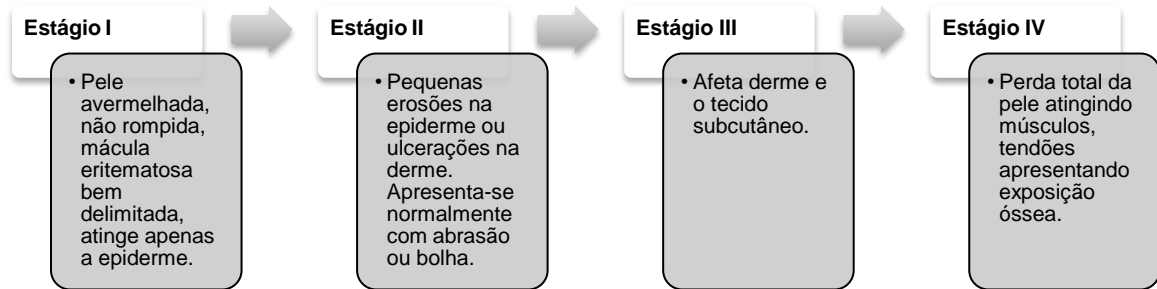 Estágio I
• Pele
avermelhada,
não rompida,
mácula
eritematosa
bem
delimitada,
atinge apenas
a epiderme.
Estágio II
• Pequenas
erosões na
epiderme ou
ulcerações na
derme.
Apresenta-se
normalmente
com abrasão
ou bolha.
Estágio III
• Afeta derme e
o tecido
subcutâneo.
Estágio IV
• Perda total da
pele atingindo
músculos,
tendões
apresentando
exposição
óssea.